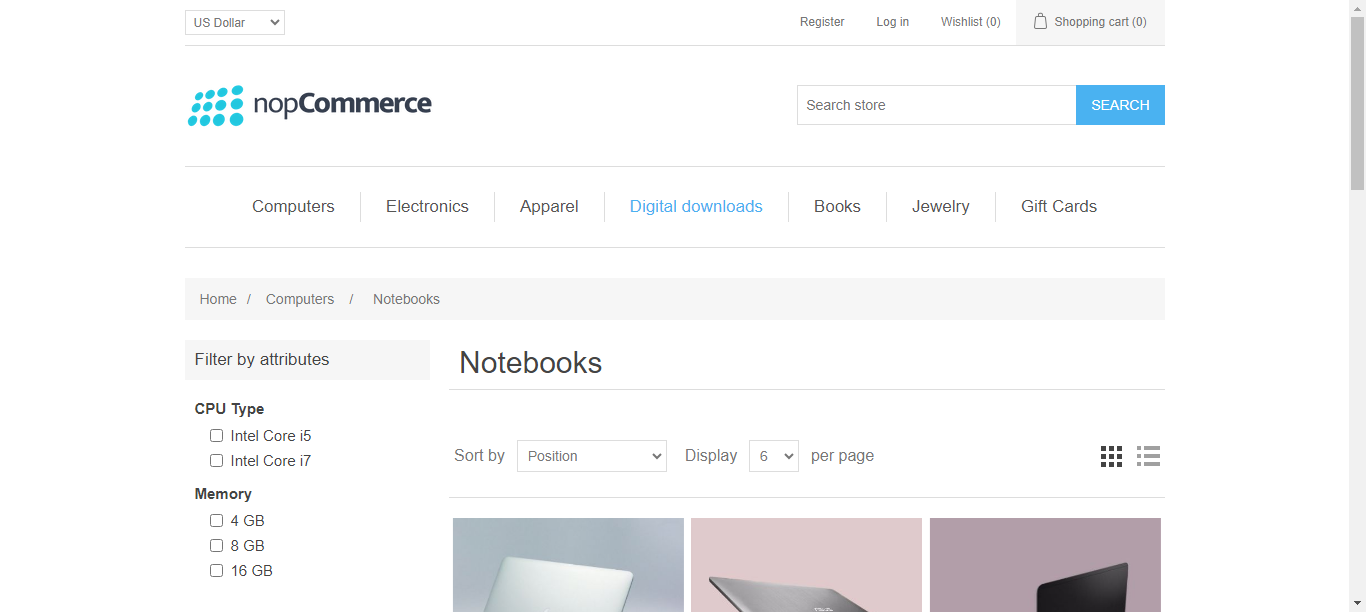 US Dollar
Register
Log in
Wishlist (0)
Shopping cart (0)
nopCommerce
Search store
SEARCH
Computers
Electronics
Apparel
Digital downloads
Books
Jewelry
Gift Cards
Home / Computers / Notebooks
Filter by attributes
CPU Type
Intel Core i5
Intel Core i7
Memory
4 GB
8 GB
16 GB
Notebooks
Sort by Position Display 6 per page